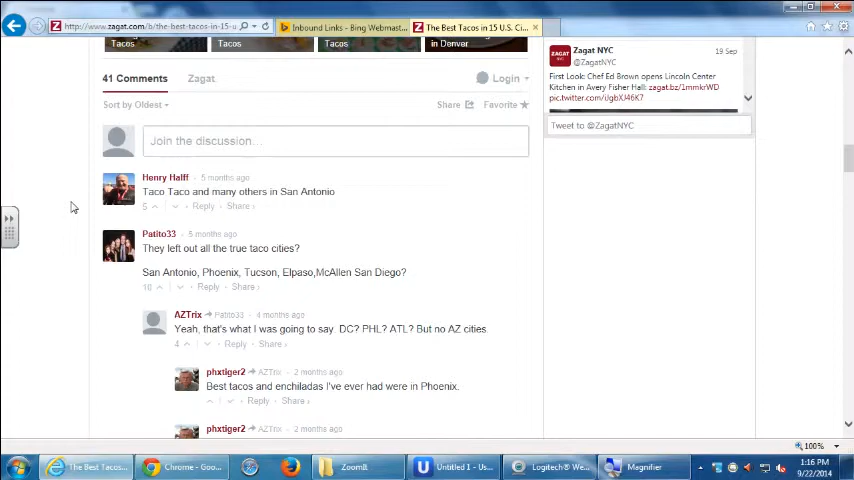 http://www.zagat.com/b/the-best-tacos-in-15-u
Inbound Links - Bing Webmast...
The Best Tacos in 15 U.S. Ci...
Tacos
Tacos
Tacos
in Denver
41 Comments
Zagat
Login
Sort by Oldest
Share
Favorite
Join the discussion...
Henry Halff · 5 months ago
Taco Taco and many others in San Antonio
5 Reply · Share ›
Patito33 · 5 months ago
They left out all the true taco cities?
San Antonio, Phoenix, Tucson, Elpaso,McAllen San Diego?
10 · Reply · Share ›
AZTrix Patito33 · 4 months ago
Yeah, that's what I was going to say. DC? PHL? ATL? But no AZ cities.
4 · Reply · Share ›
phxtiger2 AZTrix · 2 months ago
Best tacos and enchiladas I've ever had were in Phoenix.
· Reply · Share ›
phxtiger2 AZTrix · 2 months ago
ZAGAT
NYC
Zagat NYC
@ZagatNYC
19 Sep
First Look: Chef Ed Brown opens Lincoln Center
Kitchen in Avery Fisher Hall: zagat.bz/1mmkrWD
Tweet to @ZagatNYC
100%
The Best Tacos...
Chrome - Goo...
ZoomIt
Untitled 1 - Us...
Logitech® We...
Magnifier
1:16 PM
9/22/2014